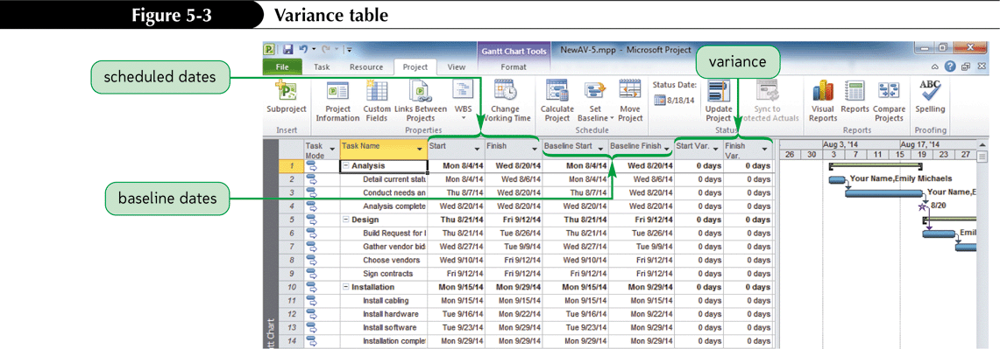 Figure 5-3 Variance table
Gantt Chart Tools NewAV-5.mpp - Microsoft Project
File Task Resource Project View Format
scheduled dates
variance
baseline dates
Subproject
Project Information
Custom Fields
Links Between Projects
WBS
Change Working Time
Calculate Project
Set Baseline
Move Project
Status Date:
8/18/14
Update Project
Sync to Protected Actuals
Visual Reports
Reports
Compare Projects
ABC
Spelling
Insert Properties Schedule Status Reports Proofing
Task Mode Task Name Start Finish Baseline Start Baseline Finish Start Var. Finish Var. Aug 3, '14 Aug 17, '14
26 30 3 7 11 15 19 23 27
1 Analysis Mon 8/4/14 Wed 8/20/14 Mon 8/4/14 Wed 8/20/14 0 days 0 days
2 Detail current statu Mon 8/4/14 Wed 8/6/14 Mon 8/4/14 Wed 8/6/14 0 days 0 days Your Name,Emily Michaels
3 Conduct needs an Thu 8/7/14 Wed 8/20/14 Thu 8/7/14 Wed 8/20/14 0 days 0 days Your Name,E
4 Analysis complete Wed 8/20/14 Wed 8/20/14 Wed 8/20/14 Wed 8/20/14 0 days 0 days 8/20
5 Design Thu 8/21/14 Fri 9/12/14 Thu 8/21/14 Fri 9/12/14 0 days 0 days
6 Build Request for I Thu 8/21/14 Tue 8/26/14 Thu 8/21/14 Tue 8/26/14 0 days 0 days Emi
7 Gather vendor bid Wed 8/27/14 Tue 9/9/14 Wed 8/27/14 Tue 9/9/14 0 days 0 days
8 Choose vendors Wed 9/10/14 Fri 9/12/14 Wed 9/10/14 Fri 9/12/14 0 days 0 days
9 Sign contracts Fri 9/12/14 Fri 9/12/14 Fri 9/12/14 Fri 9/12/14 0 days 0 days
10 Installation Mon 9/15/14 Mon 9/29/14 Mon 9/15/14 Mon 9/29/14 0 days 0 days
11 Install cabling Mon 9/15/14 Mon 9/15/14 Mon 9/15/14 Mon 9/15/14 0 days 0 days
12 Install hardware Tue 9/16/14 Mon 9/22/14 Tue 9/16/14 Mon 9/22/14 0 days 0 days
13 Install software Tue 9/23/14 Mon 9/29/14 Tue 9/23/14 Mon 9/29/14 0 days 0 days
14 Installation comple Mon 9/29/14 Mon 9/29/14 Mon 9/29/14 Mon 9/29/14 0 days 0 days
tt Chart